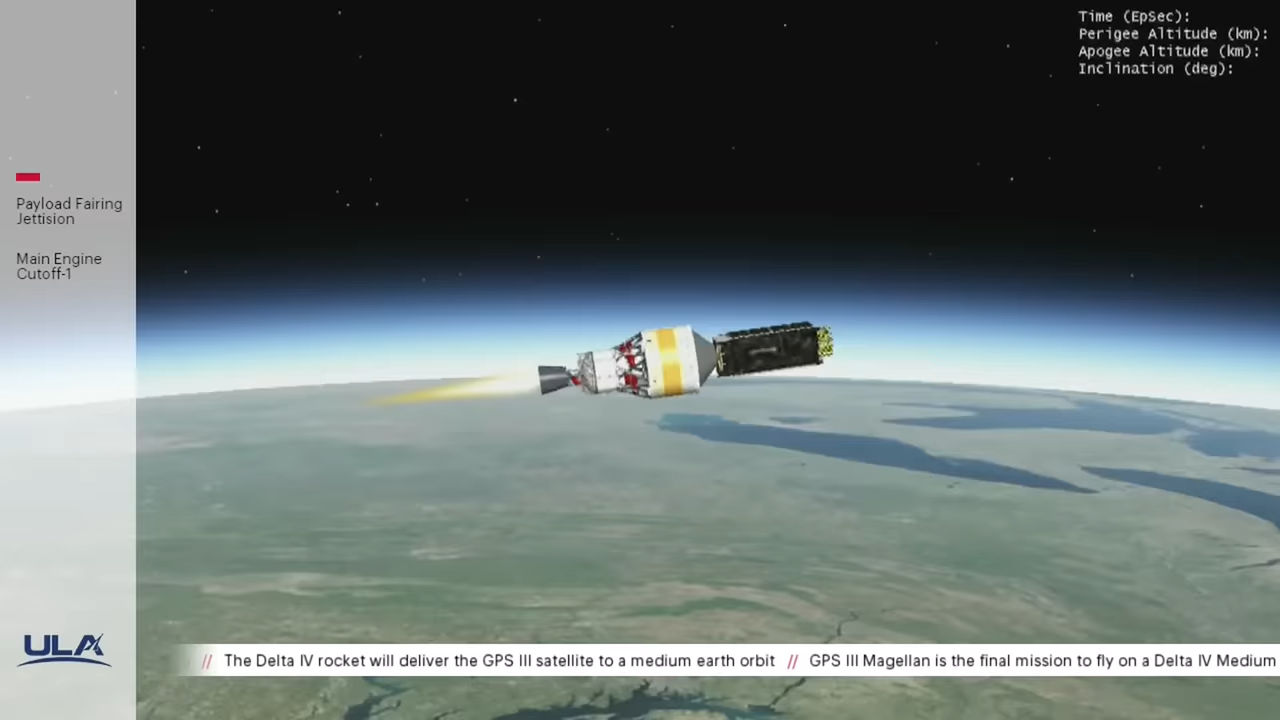 Time (EpSec):
Perigee Altitude (km):
Apogee Altitude (km):
Inclination (deg):
Payload Fairing
Jettision
Main Engine
Cutoff-1
ULA
// The Delta IV rocket will deliver the GPS III satellite to a medium earth orbit // GPS III Magellan is the final mission to fly on a Delta IV Medium